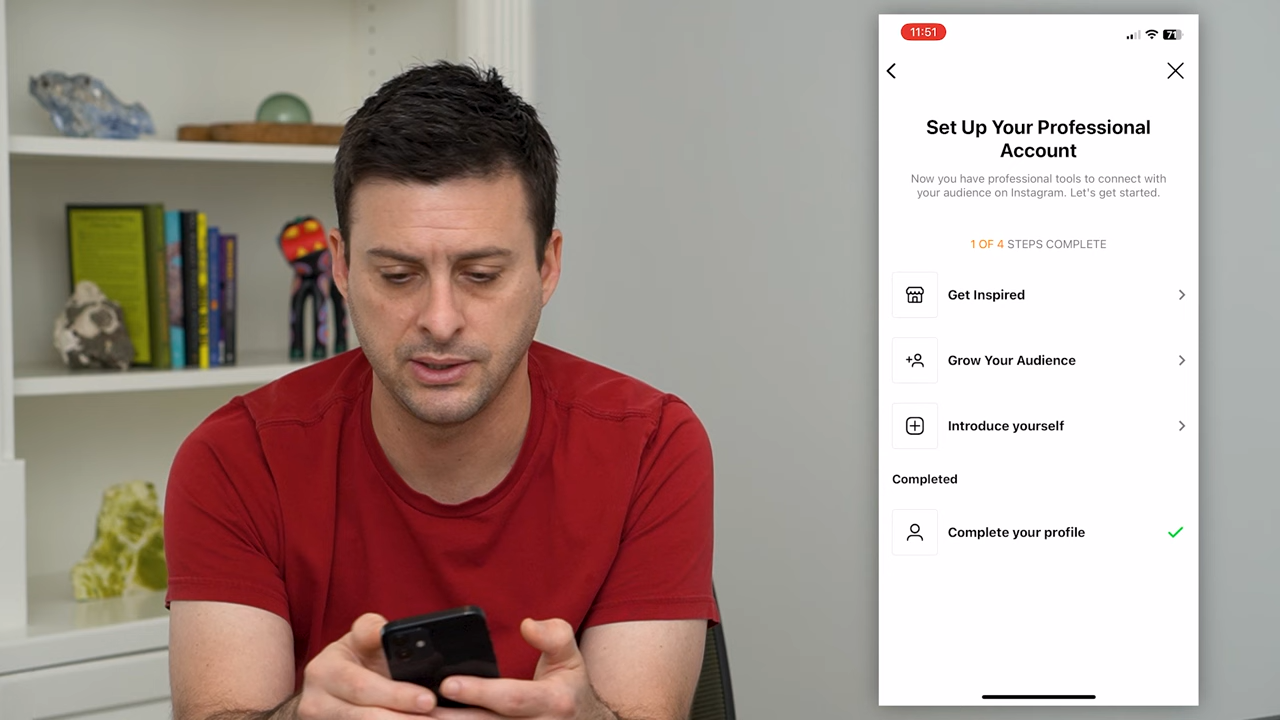 11:51
71
Set Up Your Professional
Account
Now you have professional tools to connect with
your audience on Instagram. Let's get started.
1 OF 4 STEPS COMPLETE
Get Inspired
Grow Your Audience
Introduce yourself
Completed
Complete your profile